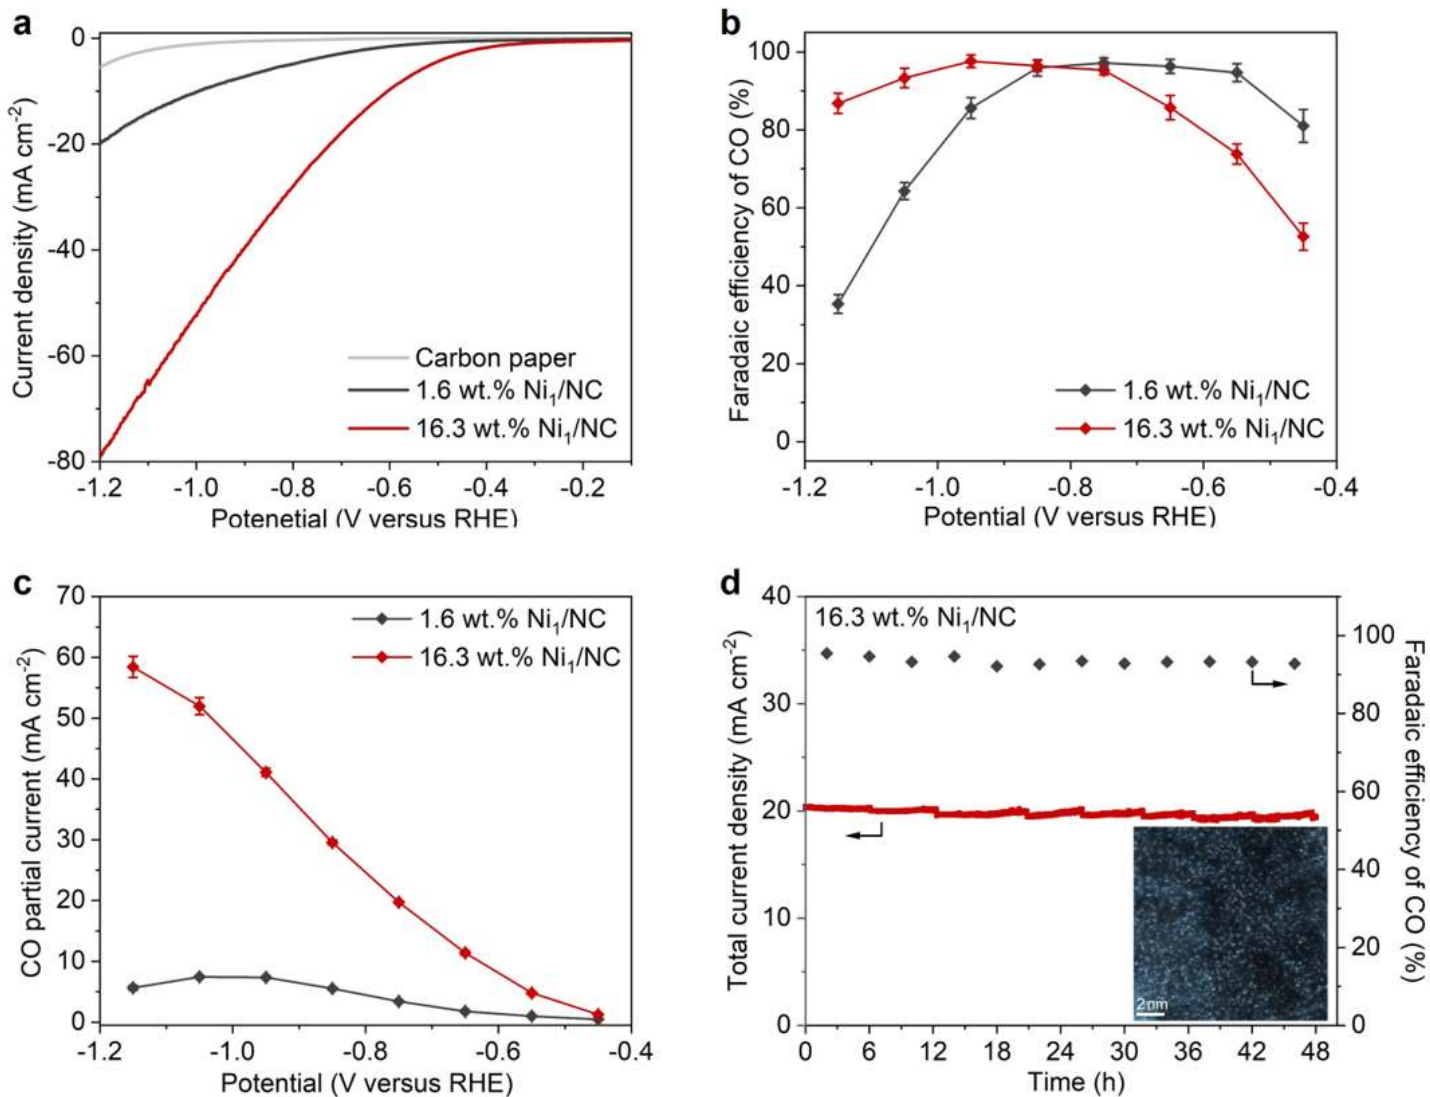 a
0
-20
-40
-60
-80
Current density (mA cm-2)
Carbon paper
1.6 wt.% Ni1/NC
16.3 wt.% Ni1/NC
-1.2 -1.0 -0.8 -0.6 -0.4 -0.2
Potenetial (V versus RHE)
b
100
80
60
40
20
0
Faradaic efficiency of CO (%)
1.6 wt.% Ni1/NC
16.3 wt.% Ni1/NC
-1.2 -1.0 -0.8 -0.6 -0.4
Potential (V versus RHE)
c
70
60
50
40
30
20
10
0
CO partial current (mA cm-2)
1.6 wt.% Ni1/NC
16.3 wt.% Ni1/NC
-1.2 -1.0 -0.8 -0.6 -0.4
Potential (V versus RHE)
d
40
30
20
10
0
Total current density (mA cm-2)
16.3 wt.% Ni1/NC
100
80
60
40
20
0
Faradaic efficiency of CO (%)
2 nm
0 6 12 18 24 30 36 42 48
Time (h)